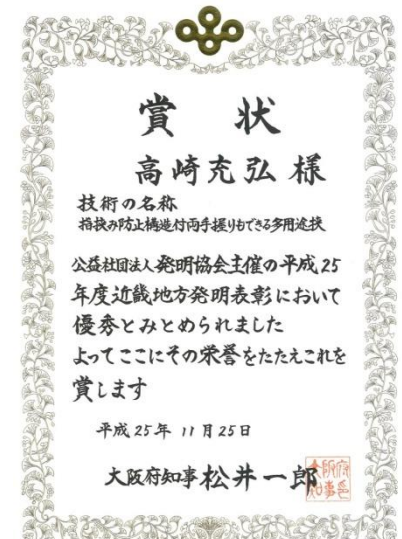 賞状
高崎充弘 様
技術の名称
指挟み防止構造付両手握りもできる多用途鋏
公益社団法人発明協会主催の平成25
年度近畿地方発明表彰において
優秀とみとめられました
よってここにその栄誉をたたえこれを
賞します
平成25年 11月25日
大阪府知事松井一郎
大阪府
知事